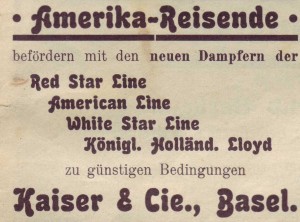 • Amerika-Reisende •
befördern mit den neuen Dampfern der
Red Star Line
American Line
White Star Line
Königl. Holländ. Lloyd
zu günstigen Bedingungen
Kaiser & Cie., Basel.